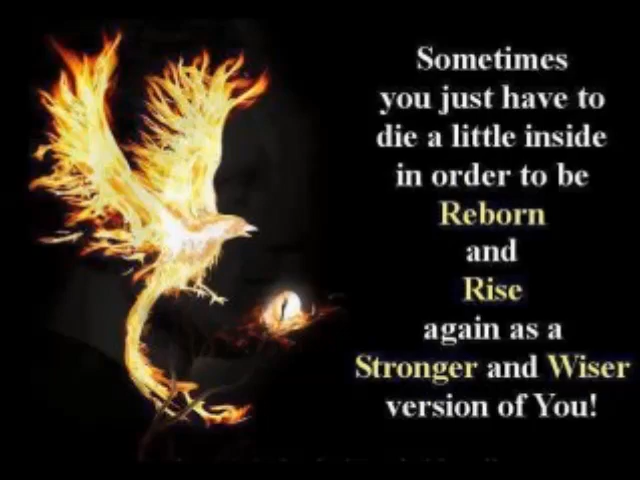 Sometimes
you just have to
die a little inside
in order to be
Reborn
and
Rise
again as a
Stronger and Wiser
version of You!